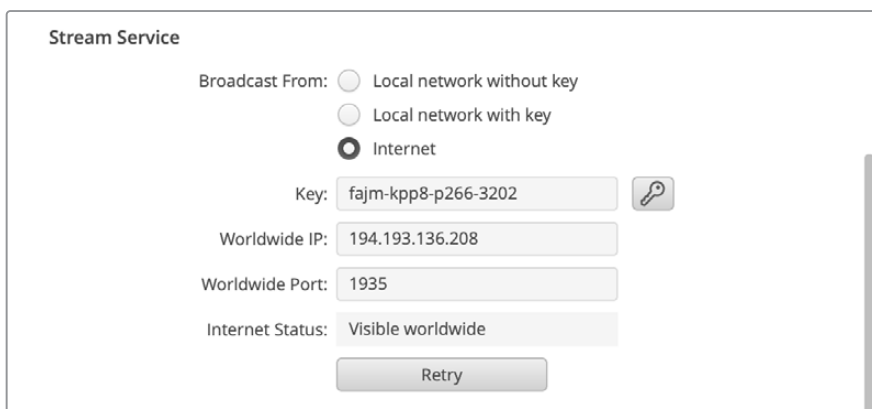 Stream Service
Broadcast From: Local network without key
Local network with key
Internet
Key: fajm-kpp8-p266-3202
Worldwide IP: 194.193.136.208
Worldwide Port: 1935
Internet Status: Visible worldwide
Retry